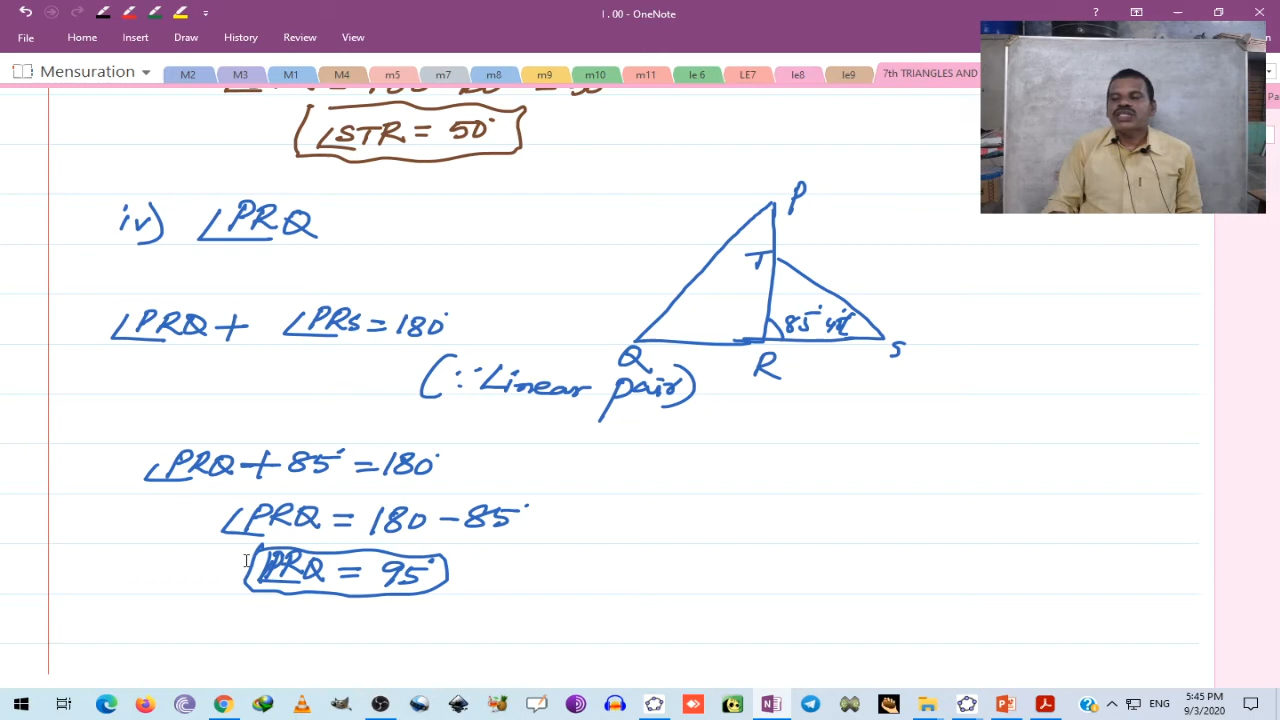 1.00 - OneNote
File Home Insert Draw History Review View
Mensuration M2 M3 M1 M4 m5 m7 m8 m9 m10 m11 le 6 LE7 le8 le9 7th TRIANGLES AND
Pa
∠STR = 50°
iv) ∠PRQ
P
T
∠PRQ + ∠PRS = 180°
85°
Q R S
(∵ Linear pair)
∠PRQ + 85° = 180°
∠PRQ = 180 - 85°
∠PRQ = 95°
5:45 PM
ENG
9/3/2020